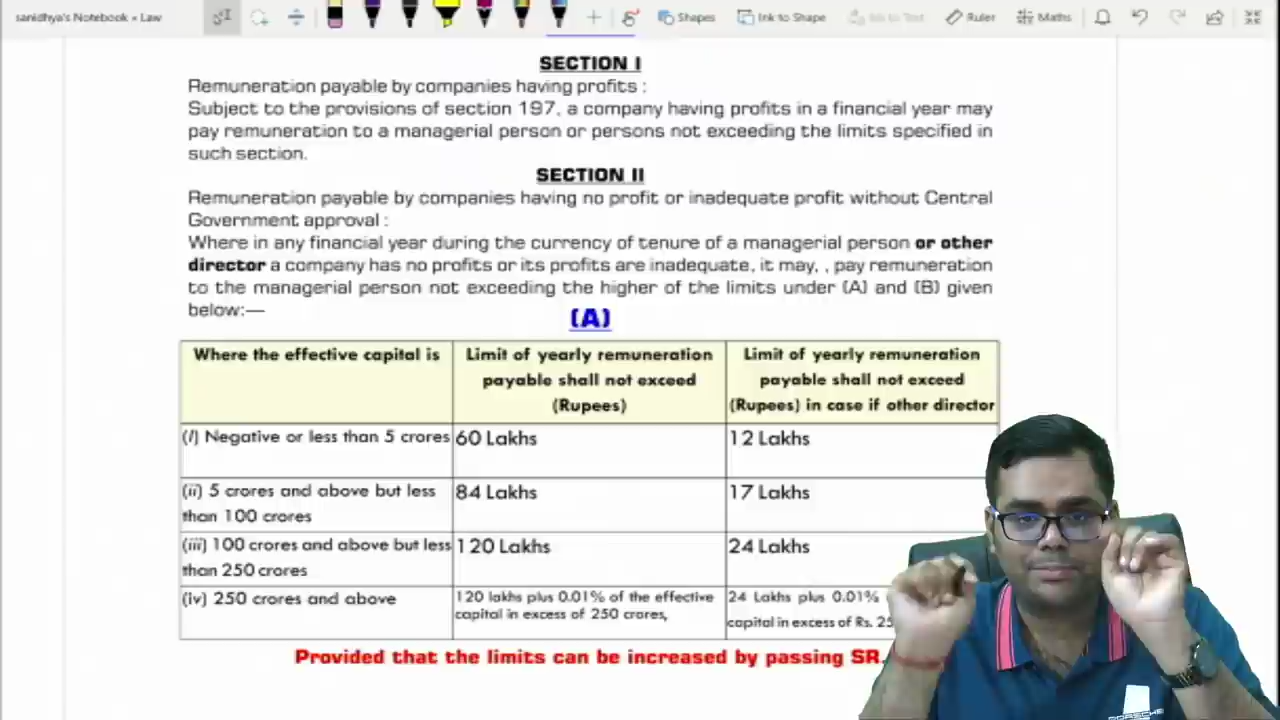 sanidhya's Notebook • Law
Shapes
Ink to Shape
Ink to Text
Ruler
Maths
SECTION I
Remuneration payable by companies having profits :
Subject to the provisions of section 197, a company having profits in a financial year may
pay remuneration to a managerial person or persons not exceeding the limits specified in
such section.
SECTION II
Remuneration payable by companies having no profit or inadequate profit without Central
Government approval :
Where in any financial year during the currency of tenure of a managerial person or other
director a company has no profits or its profits are inadequate, it may, , pay remuneration
to the managerial person not exceeding the higher of the limits under (A) and (B) given
below:—
(A)
Where the effective capital is
Limit of yearly remuneration
payable shall not exceed
(Rupees)
Limit of yearly remuneration
payable shall not exceed
(Rupees) in case if other director
(i) Negative or less than 5 crores
60 Lakhs
12 Lakhs
(ii) 5 crores and above but less
than 100 crores
84 Lakhs
17 Lakhs
(iii) 100 crores and above but less
than 250 crores
120 Lakhs
24 Lakhs
(iv) 250 crores and above
120 lakhs plus 0.01% of the effective
capital in excess of 250 crores,
24 Lakhs plus 0.01%
capital in excess of Rs. 25
Provided that the limits can be increased by passing SR.
PORSCHE